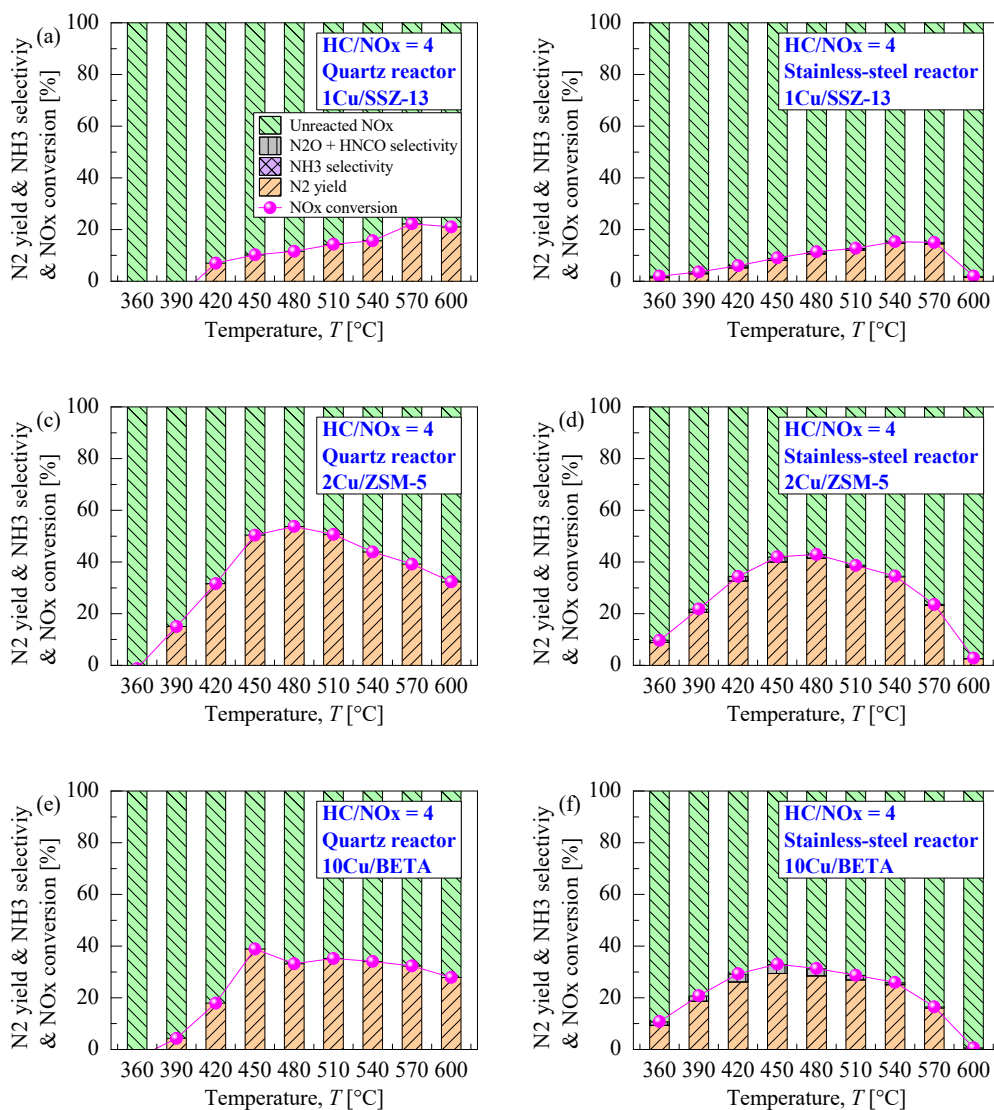 (a)
HC/NOx = 4
Quartz reactor
1Cu/SSZ-13
Unreacted NOx
N2O + HNCO selectivity
NH3 selectivity
N2 yield
NOx conversion
N2 yield & NH3 selectiviy
& NOx conversion [%]
100
80
60
40
20
0
360 390 420 450 480 510 540 570 600
Temperature, T [°C]
HC/NOx = 4
Stainless-steel reactor
1Cu/SSZ-13
N2 yield & NH3 selectiviy
& NOx conversion [%]
100
80
60
40
20
0
360 390 420 450 480 510 540 570 600
Temperature, T [°C]
(c)
HC/NOx = 4
Quartz reactor
2Cu/ZSM-5
N2 yield & NH3 selectiviy
& NOx conversion [%]
100
80
60
40
20
0
360 390 420 450 480 510 540 570 600
Temperature, T [°C]
(d)
HC/NOx = 4
Stainless-steel reactor
2Cu/ZSM-5
N2 yield & NH3 selectiviy
& NOx conversion [%]
100
80
60
40
20
0
360 390 420 450 480 510 540 570 600
Temperature, T [°C]
(e)
HC/NOx = 4
Quartz reactor
10Cu/BETA
N2 yield & NH3 selectiviy
& NOx conversion [%]
100
80
60
40
20
0
360 390 420 450 480 510 540 570 600
Temperature, T [°C]
(f)
HC/NOx = 4
Stainless-steel reactor
10Cu/BETA
N2 yield & NH3 selectiviy
& NOx conversion [%]
100
80
60
40
20
0
360 390 420 450 480 510 540 570 600
Temperature, T [°C]